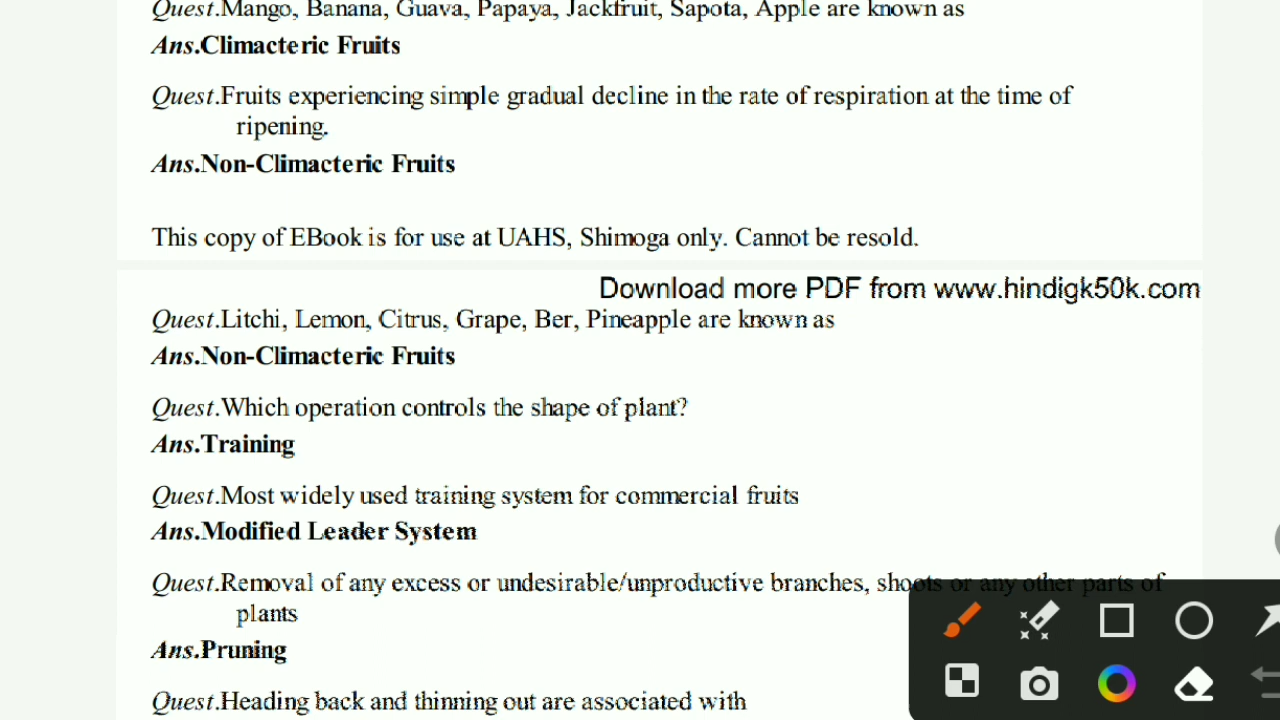 Quest.Mango, Banana, Guava, Papaya, Jackfruit, Sapota, Apple are known as
Ans.Climacteric Fruits
Quest.Fruits experiencing simple gradual decline in the rate of respiration at the time of
ripening.
Ans.Non-Climacteric Fruits
This copy of EBook is for use at UAHS, Shimoga only. Cannot be resold.
Download more PDF from www.hindigk50k.com
Quest.Litchi, Lemon, Citrus, Grape, Ber, Pineapple are known as
Ans.Non-Climacteric Fruits
Quest.Which operation controls the shape of plant?
Ans.Training
Quest.Most widely used training system for commercial fruits
Ans.Modified Leader System
Quest.Removal of any excess or undesirable/unproductive branches, shoots or any other parts of
plants
Ans.Pruning
Quest.Heading back and thinning out are associated with